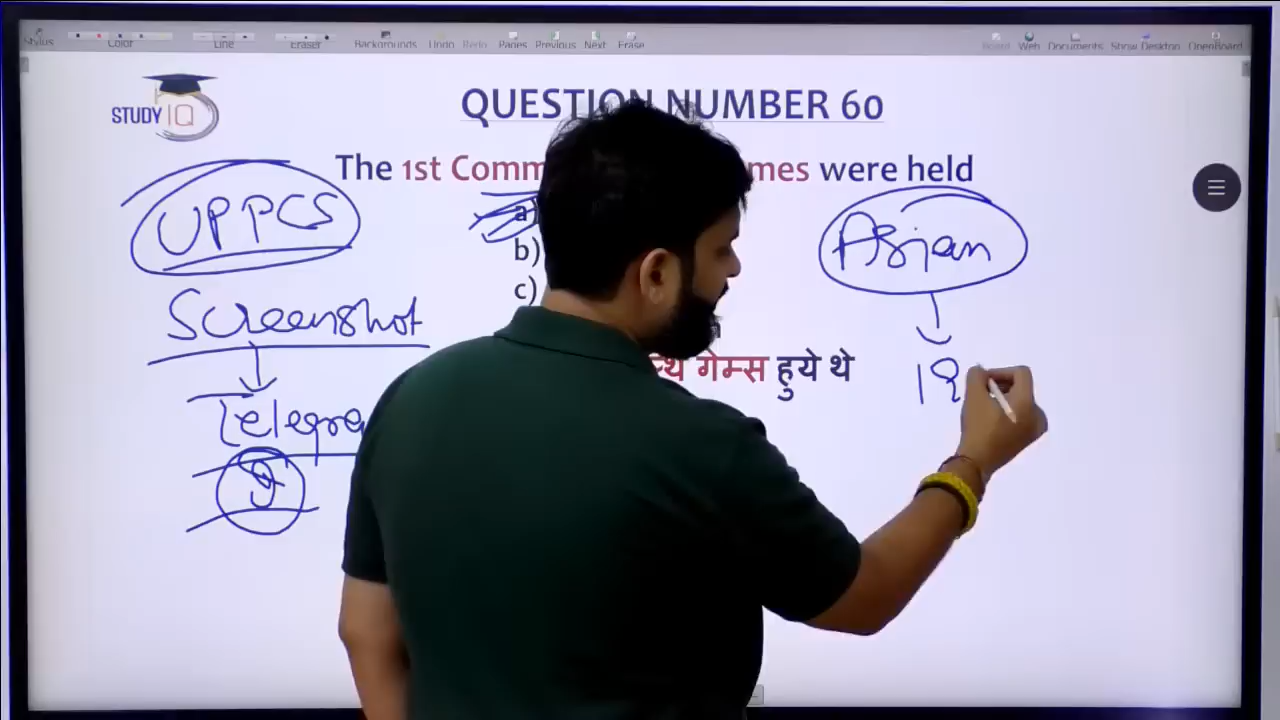 Stylus Color Line Eraser Backgrounds Undo Redo Pages Previous Next Erase Board Web Documents Show Desktop OpenBoard
STUDY IQ
QUESTION NUMBER 60
The 1st Comm mes were held
UPPCS
a)
b)
c)
Asian
Screenshot
Telegra
गेम्स हुये थे
19